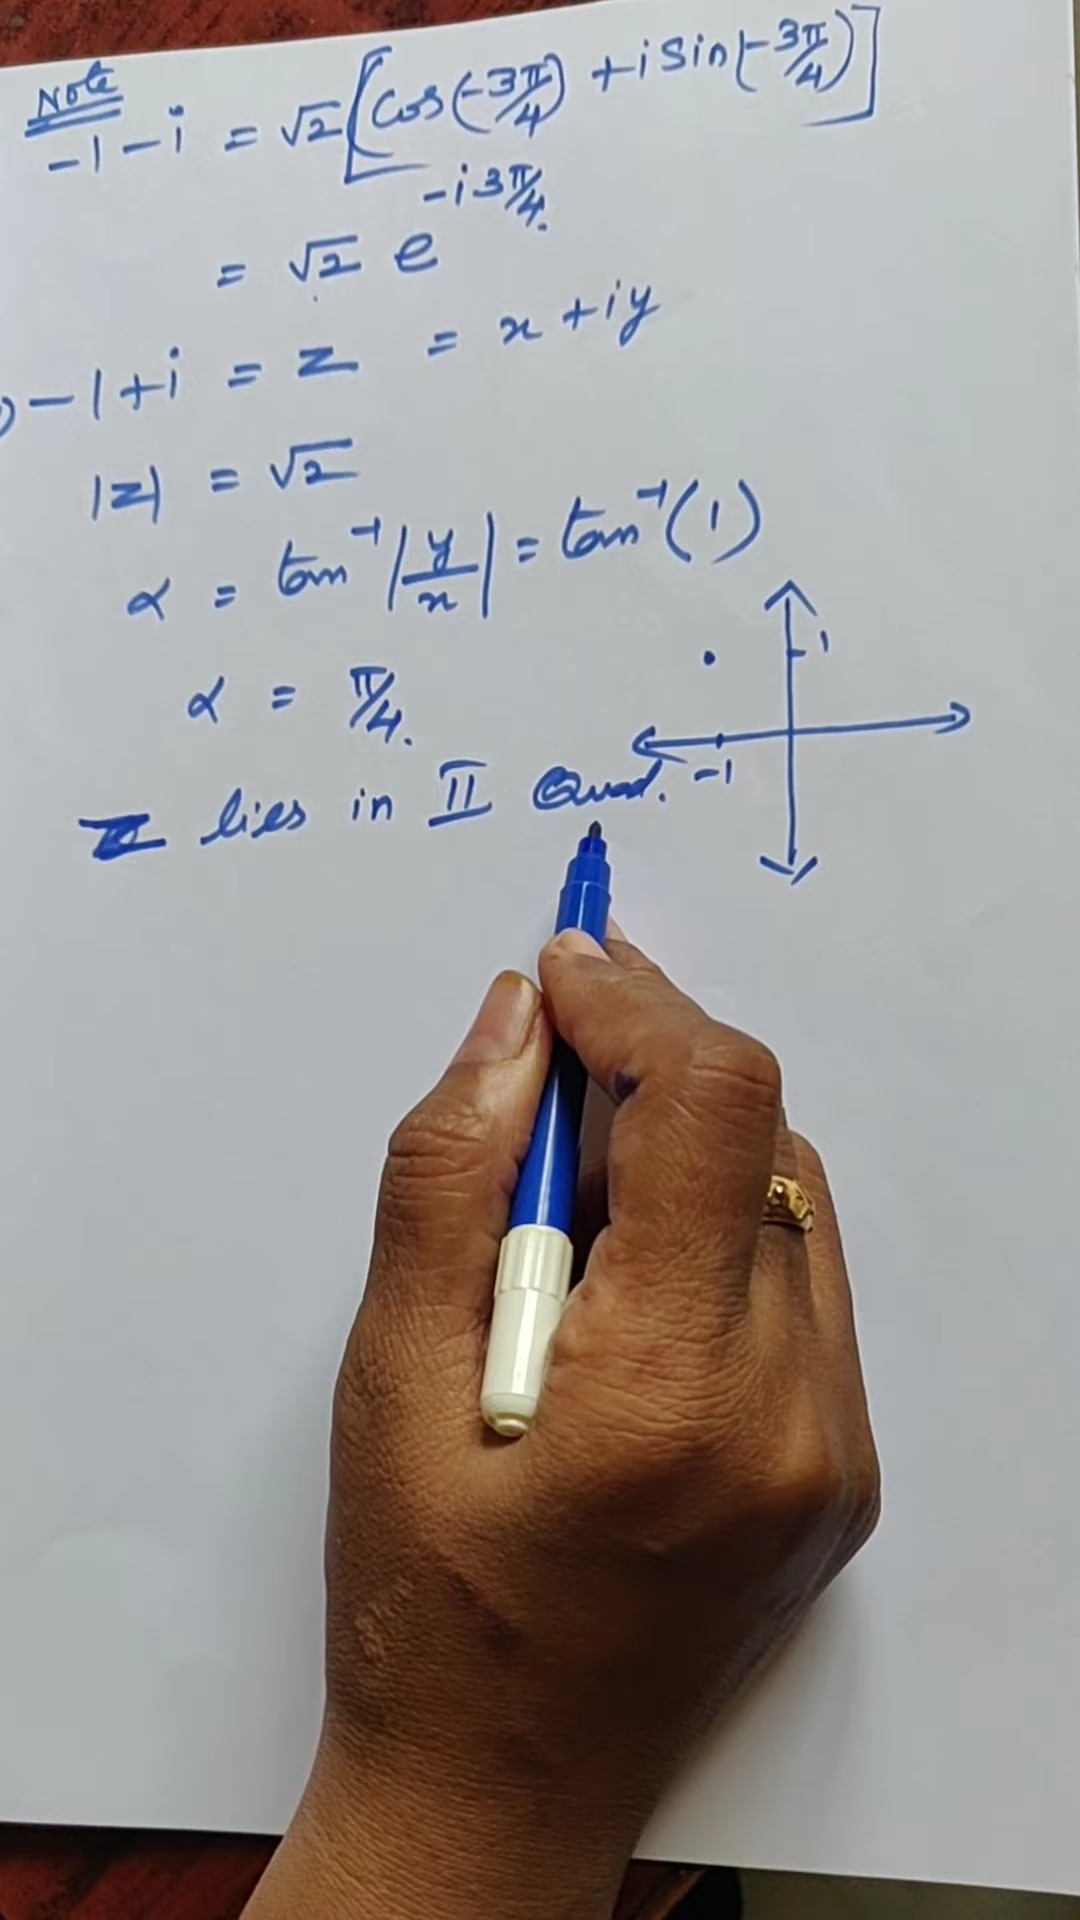 Note
-1-i = √2[cos(-3π/4) + i sin(-3π/4)]
= √2 e^-i3π/4.
) -1+i = z = x+iy
|z| = √2
α = tan⁻¹|y/x| = tan⁻¹(1)
α = π/4.
1
-1
z lies in II Quad.